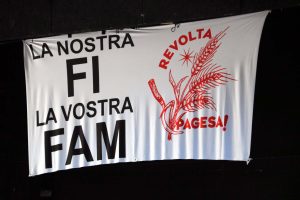 LA NOSTRA
FI
LA VOSTRA
FAM
REVOLTA
PAGESA!